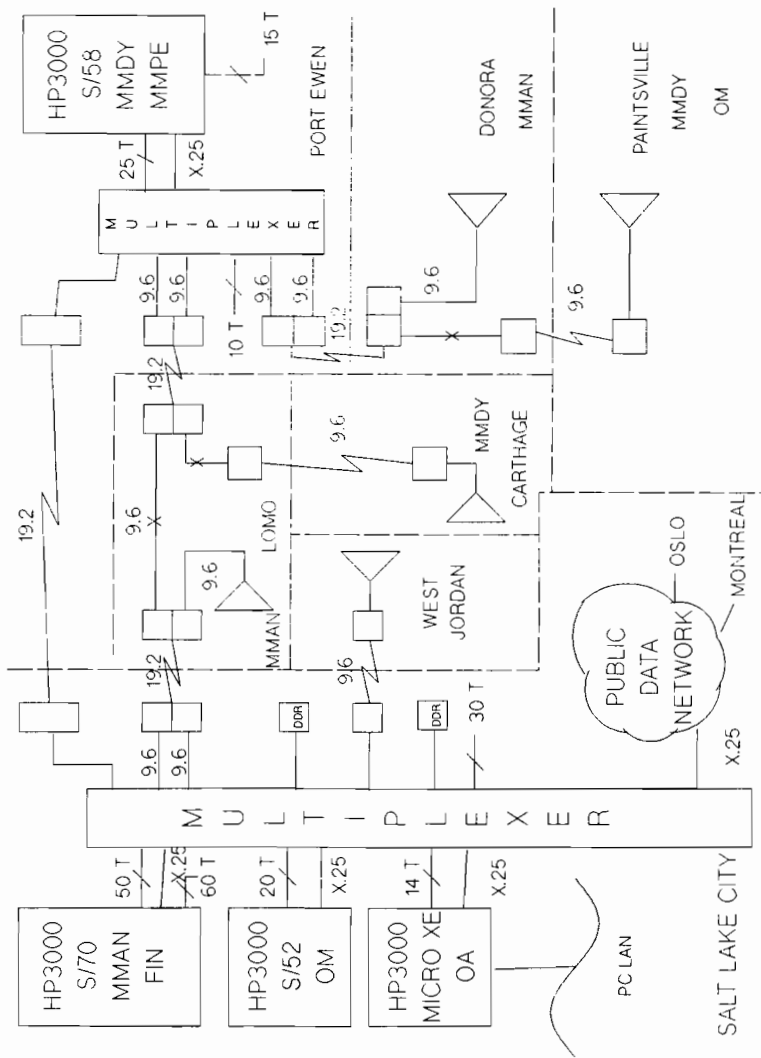 HP3000
S/58
MMDY
MMPE
15 T
25 T
X.25
PORT EWEN
MULTIPLEXER
9.6
9.6
10 T
9.6
9.6
19.2
19.2
19.2
DONORA
MMAN
9.6
PAINTSVILLE
MMDY
OM
9.6
9.6
LOMO
9.6
MMAN
9.6
MMDY
CARTHAGE
WEST
JORDAN
9.6
19.2
9.6
9.6
DDR
DDR
30 T
PUBLIC
DATA
NETWORK
OSLO
MONTREAL
X.25
MULTIPLEXER
50 T
X.25
60 T
20 T
X.25
14 T
X.25
HP3000
S/70
MMAN
FIN
HP3000
S/52
OM
HP3000
MICRO XE
OA
PC LAN
SALT LAKE CITY